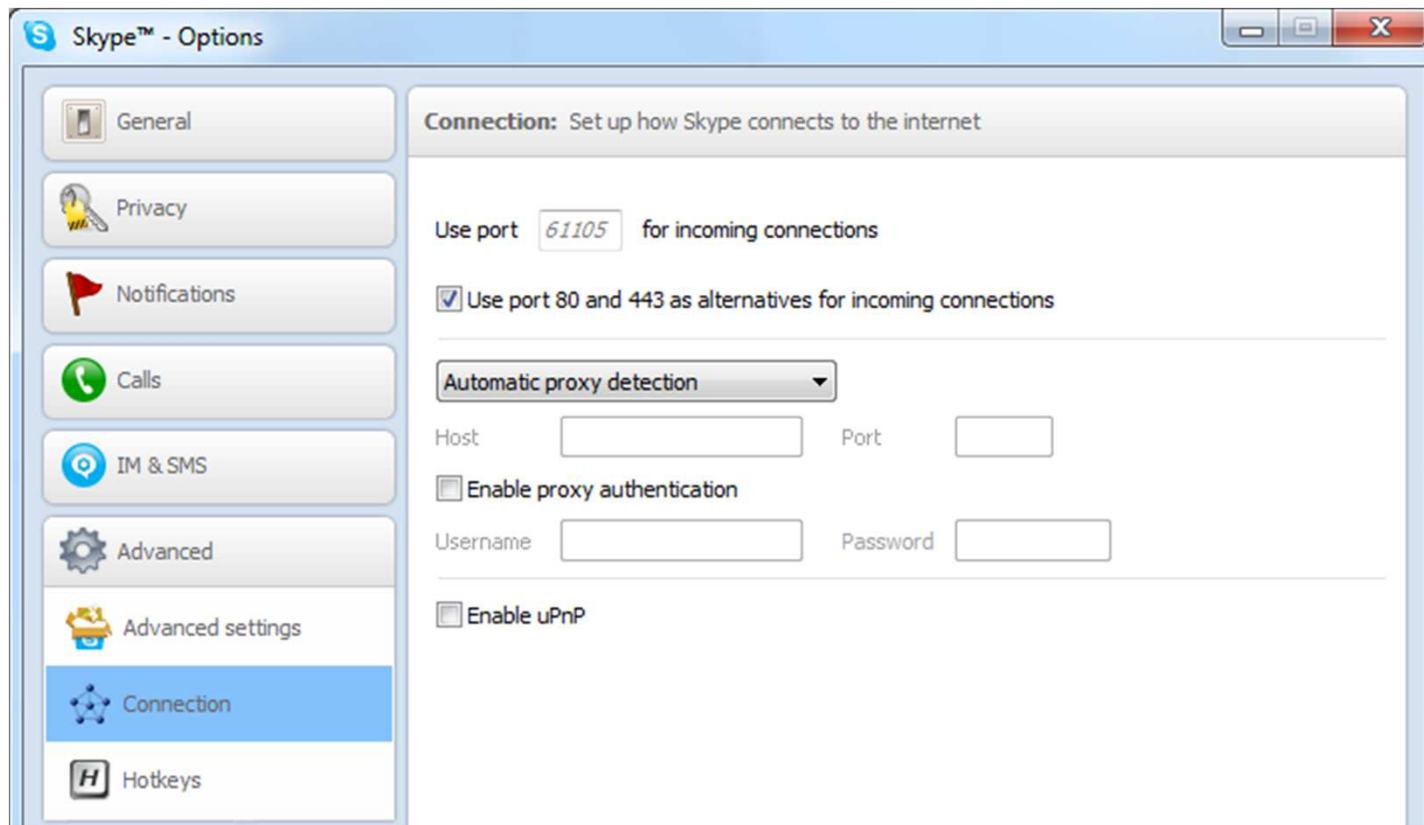 Skype™ - Options
General
Privacy
Notifications
Calls
IM & SMS
Advanced
Advanced settings
Connection
Hotkeys
Connection: Set up how Skype connects to the internet
Use port 61105 for incoming connections
Use port 80 and 443 as alternatives for incoming connections
Automatic proxy detection
Host Port
Enable proxy authentication
Username Password
Enable uPnP